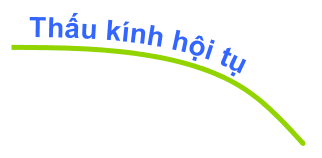 Thấu kính hội tụ